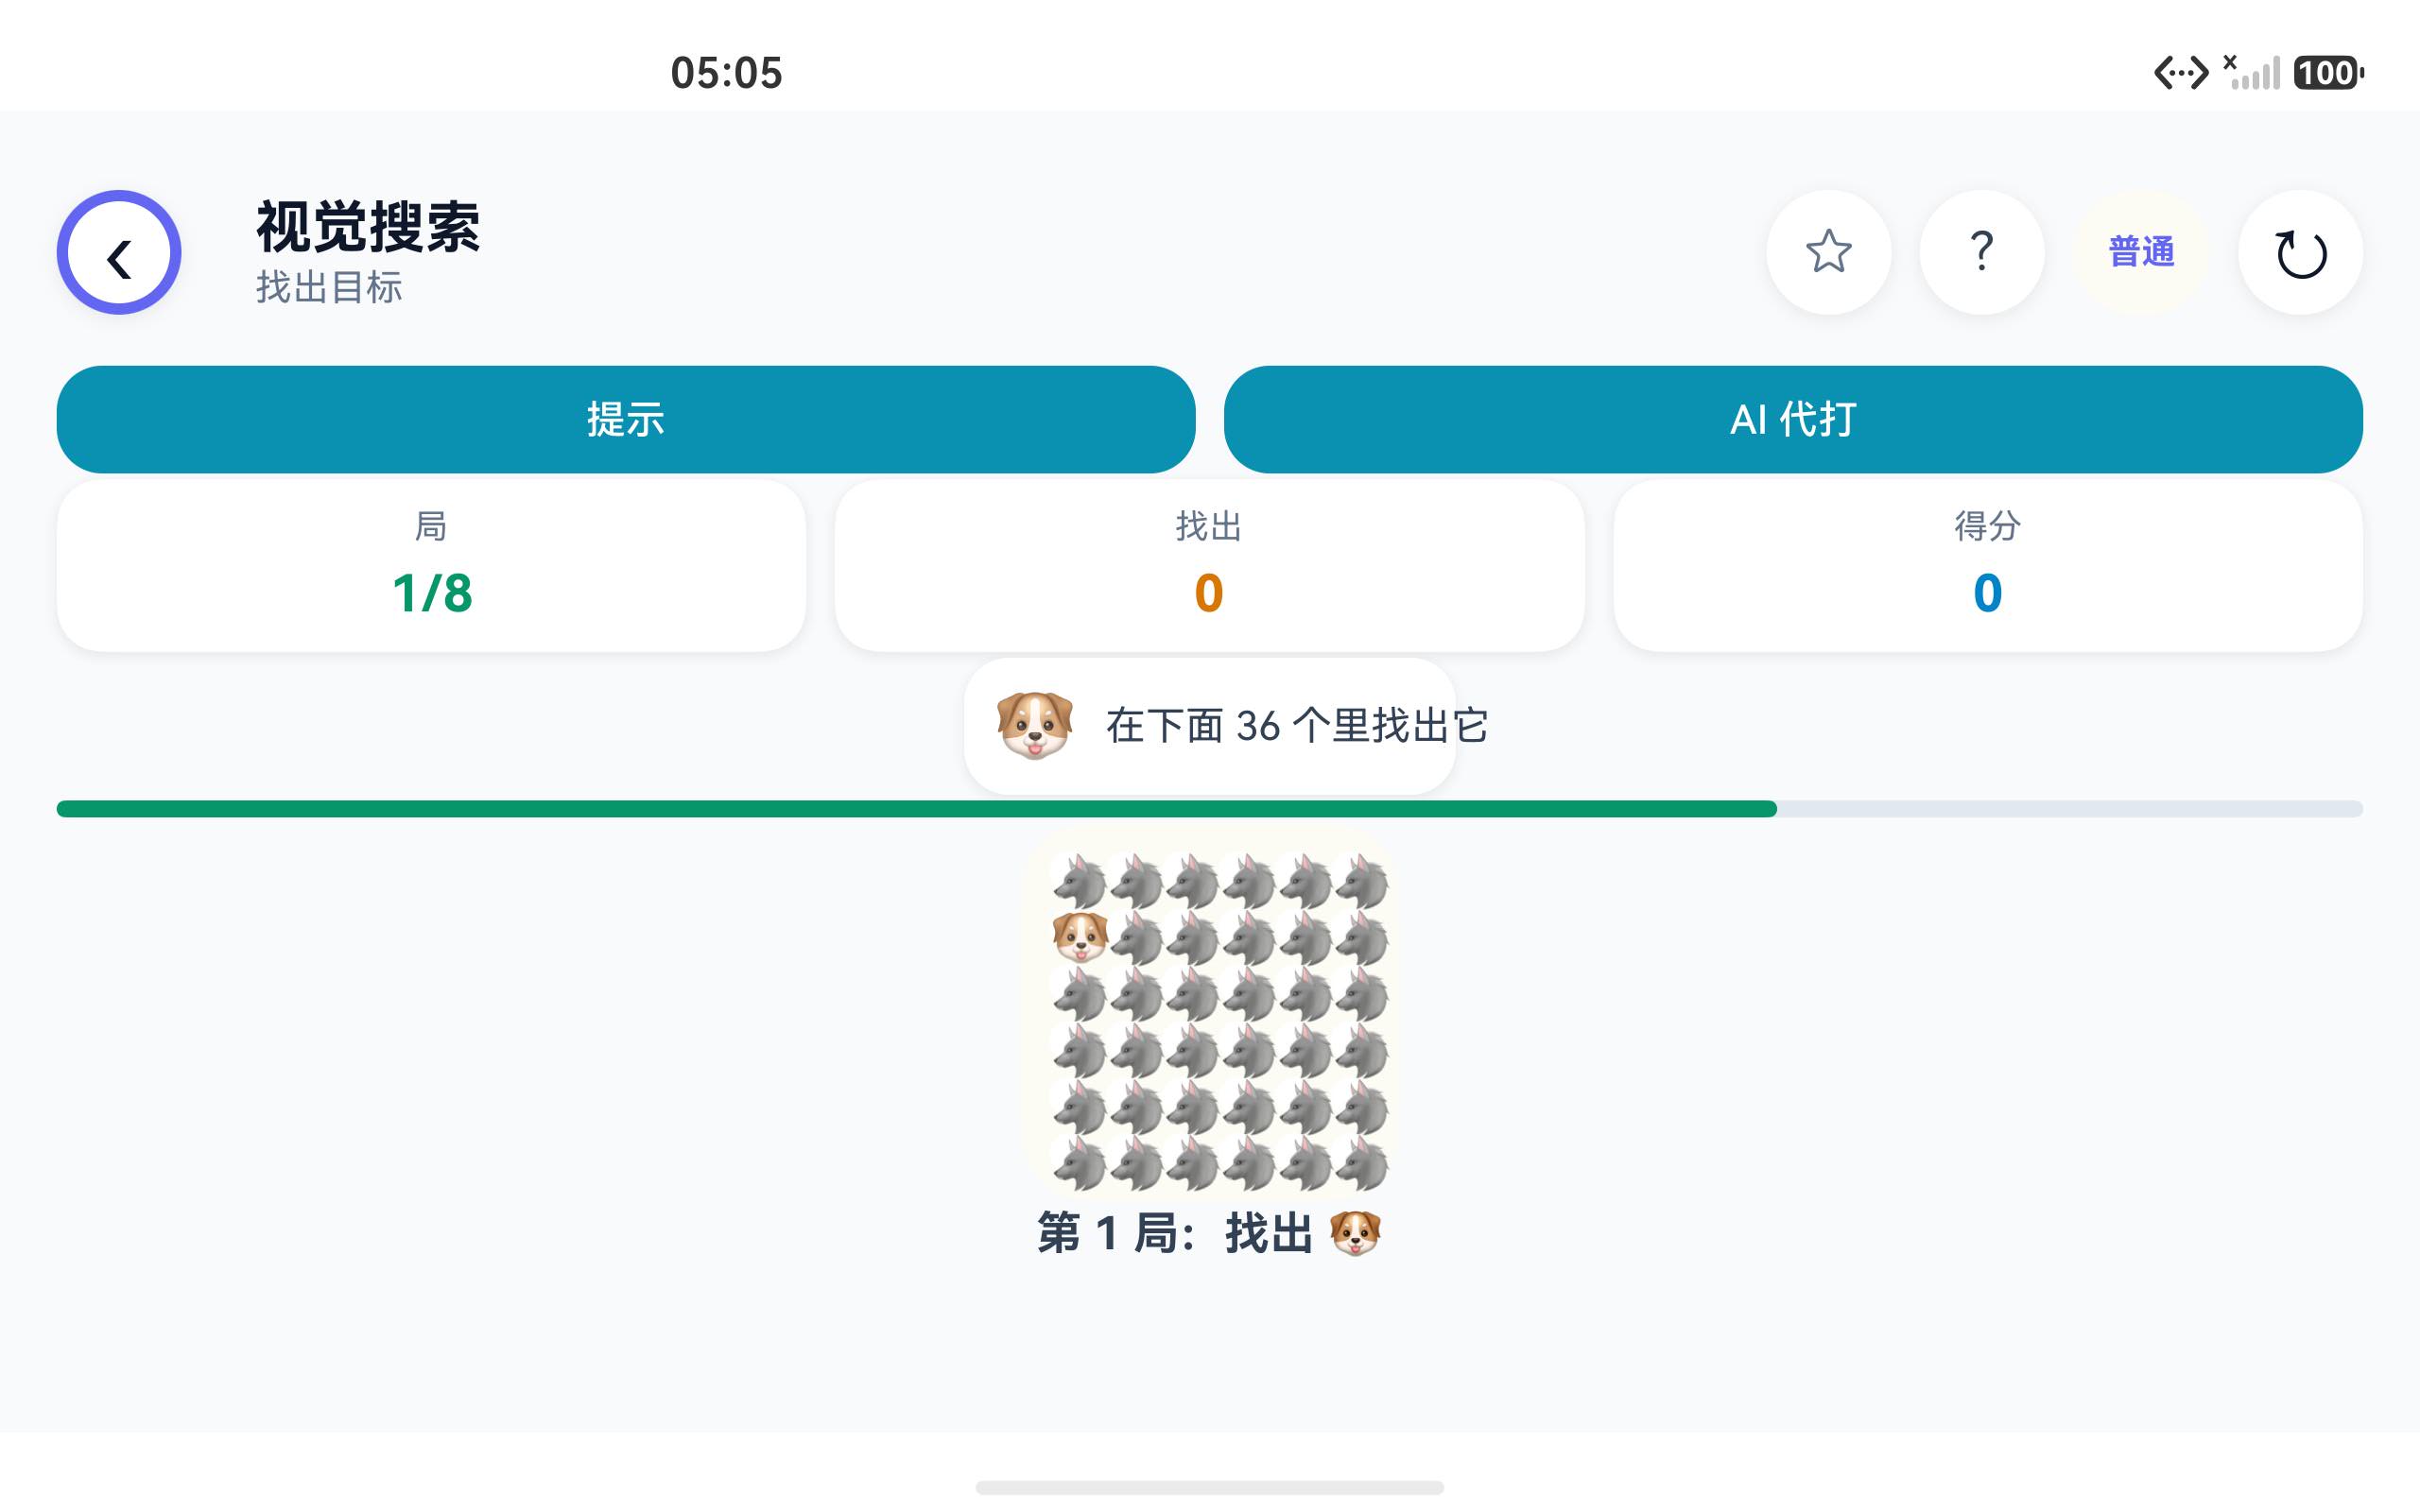 05:05
100
视觉搜索
找出目标
?
普通
提示
AI 代打
局
找出
得分
1/8
0
0
在下面 36 个里找出它
第 1 局：找出 🐶